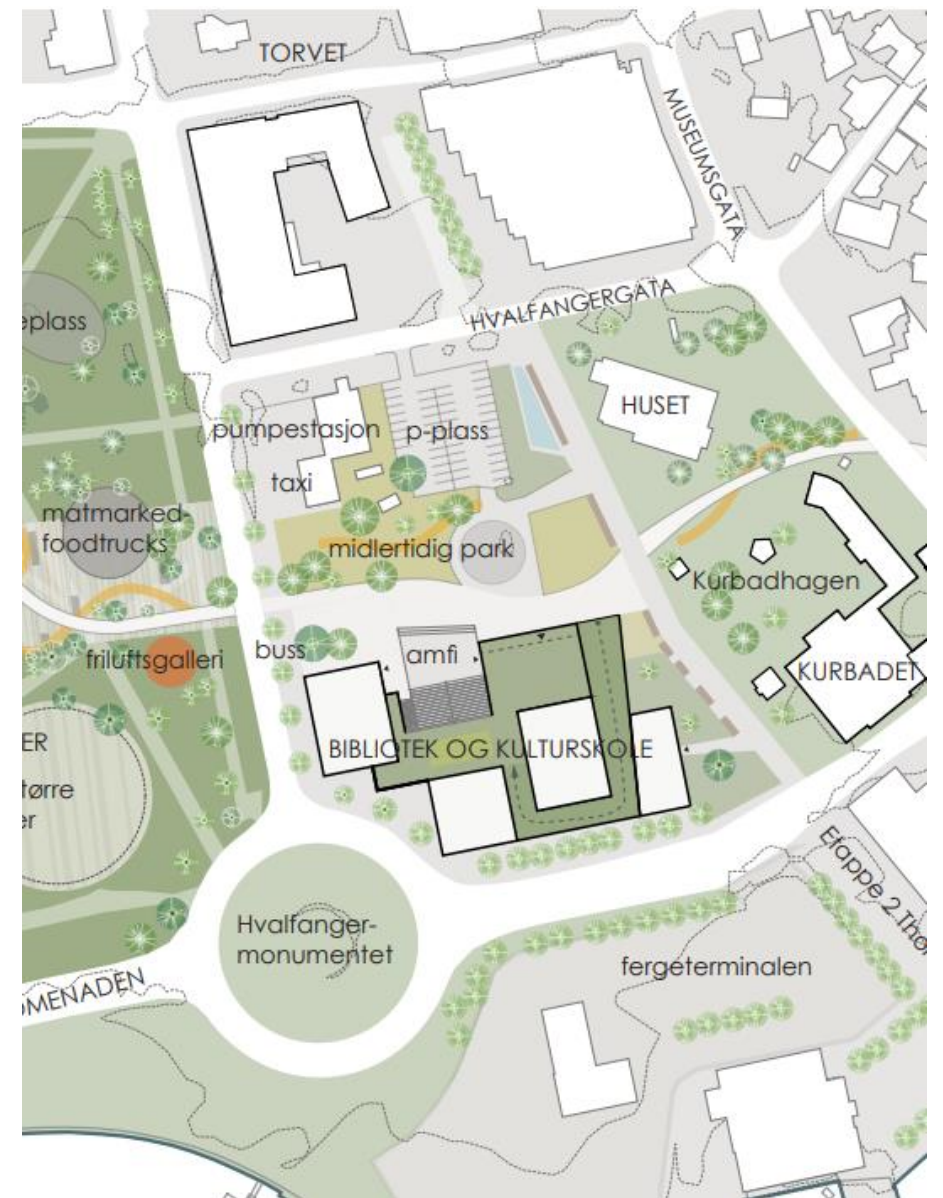 TORVET
MUSEUMSGATA
HVALFANGERGATA
eplass
HUSET
pumpestasjon
p-plass
taxi
matmarked-
foodtrucks
midlertidig park
Kurbadhagen
friluftsgalleri
buss
amfi
KURBADET
BIBLIOTEK OG KULTURSKOLE
ER
tørre
er
Etappe 2 Thor
Hvalfanger-
monumentet
fergeterminalen
OMENADEN